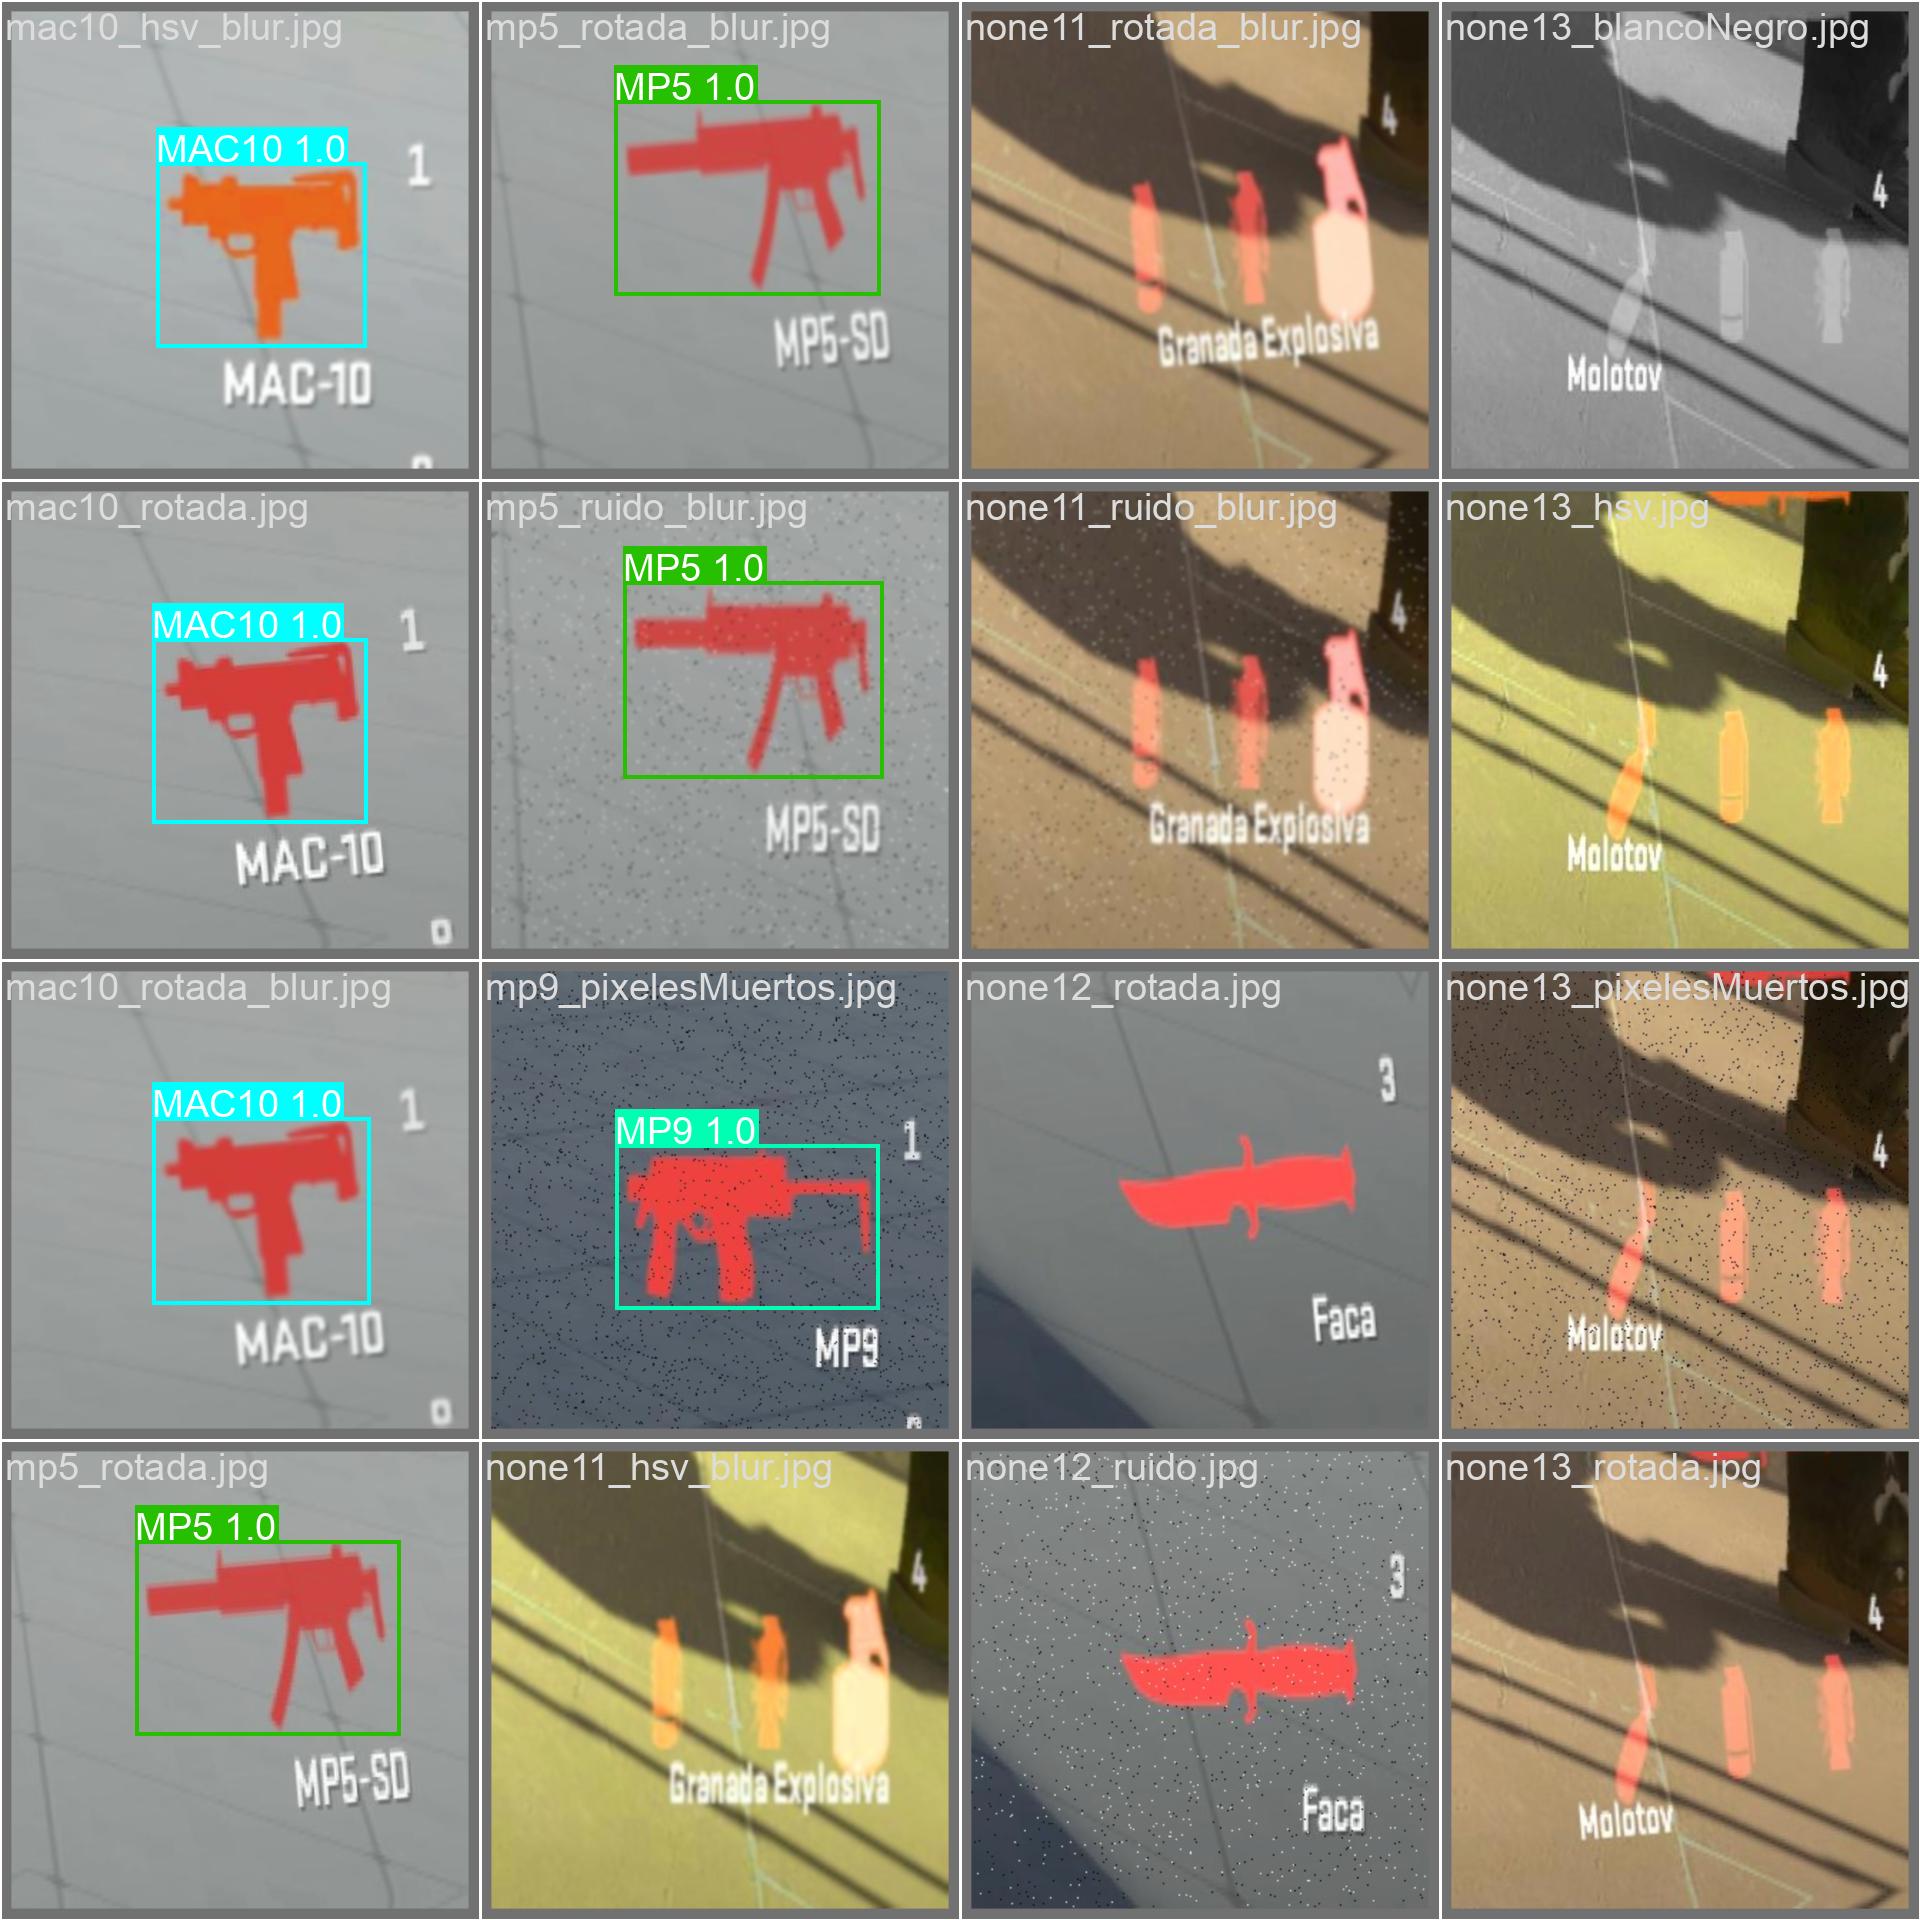 mac10_hsv_blur.jpg
MAC10 1.0
1
MAC-10
mp5_rotada_blur.jpg
MP5 1.0
MP5-SD
none11_rotada_blur.jpg
4
Granada Explosiva
none13_blancoNegro.jpg
4
Molotov
mac10_rotada.jpg
MAC10 1.0
1
MAC-10
0
mp5_ruido_blur.jpg
MP5 1.0
MP5-SD
none11_ruido_blur.jpg
4
Granada Explosiva
none13_hsv.jpg
4
Molotov
mac10_rotada_blur.jpg
MAC10 1.0
1
MAC-10
0
mp9_pixelesMuertos.jpg
MP9 1.0
1
MP9
none12_rotada.jpg
3
Faca
none13_pixelesMuertos.jpg
4
Molotov
mp5_rotada.jpg
MP5 1.0
MP5-SD
none11_hsv_blur.jpg
4
Granada Explosiva
none12_ruido.jpg
3
Faca
none13_rotada.jpg
4
Molotov